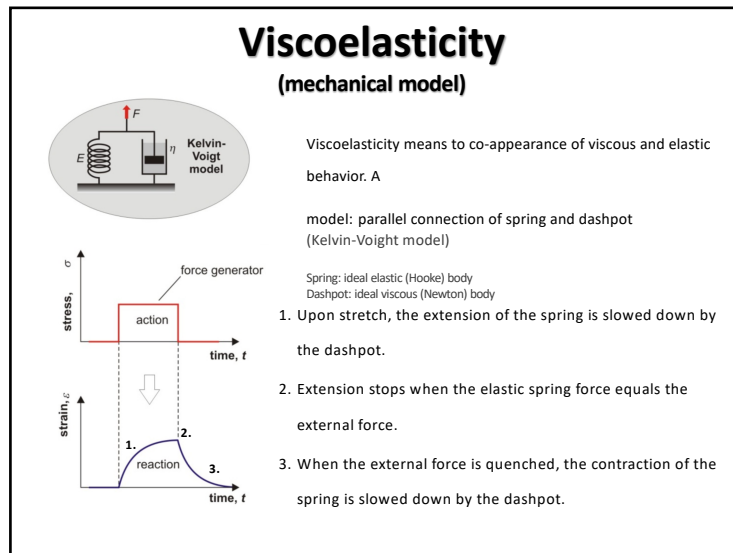 Viscoelasticity
(mechanical model)
F
E
η
Kelvin-
Voigt
model
Viscoelasticity means to co-appearance of viscous and elastic
behavior. A
model: parallel connection of spring and dashpot
(Kelvin-Voight model)
Spring: ideal elastic (Hooke) body
Dashpot: ideal viscous (Newton) body
1. Upon stretch, the extension of the spring is slowed down by
the dashpot.
2. Extension stops when the elastic spring force equals the
external force.
3. When the external force is quenched, the contraction of the
spring is slowed down by the dashpot.
stress, σ
force generator
action
time, t
strain, ε
1.
2.
reaction
3.
time, t